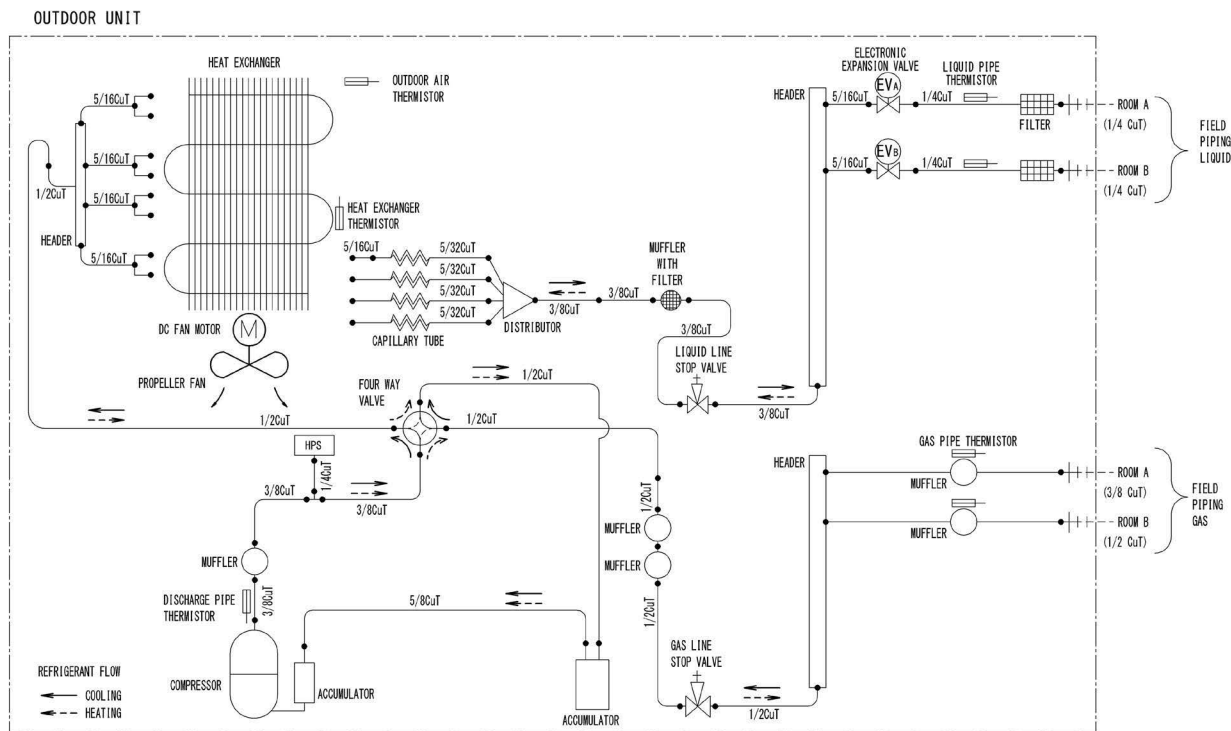 OUTDOOR UNIT
HEAT EXCHANGER
OUTDOOR AIR
THERMISTOR
5/16CuT
5/16CuT
5/16CuT
5/16CuT
1/2CuT
HEADER
HEAT EXCHANGER
THERMISTOR
DC FAN MOTOR
M
PROPELLER FAN
5/16CuT
5/32CuT
5/32CuT
5/32CuT
5/32CuT
CAPILLARY TUBE
DISTRIBUTOR
3/8CuT
3/8CuT
MUFFLER
WITH
FILTER
3/8CuT
LIQUID LINE
STOP VALVE
3/8CuT
HEADER
ELECTRONIC
EXPANSION VALVE
EVA
5/16CuT
1/4CuT
LIQUID PIPE
THERMISTOR
FILTER
ROOM A
(1/4 CuT)
EVB
5/16CuT
1/4CuT
ROOM B
(1/4 CuT)
FIELD
PIPING
LIQUID
FOUR WAY
VALVE
1/2CuT
1/2CuT
1/2CuT
HPS
1/4CuT
3/8CuT
3/8CuT
MUFFLER
DISCHARGE PIPE
THERMISTOR
3/8CuT
COMPRESSOR
ACCUMULATOR
5/8CuT
ACCUMULATOR
1/2CuT
MUFFLER
MUFFLER
1/2CuT
GAS LINE
STOP VALVE
1/2CuT
HEADER
GAS PIPE THERMISTOR
MUFFLER
ROOM A
(3/8 CuT)
MUFFLER
ROOM B
(1/2 CuT)
FIELD
PIPING
GAS
REFRIGERANT FLOW
COOLING
HEATING